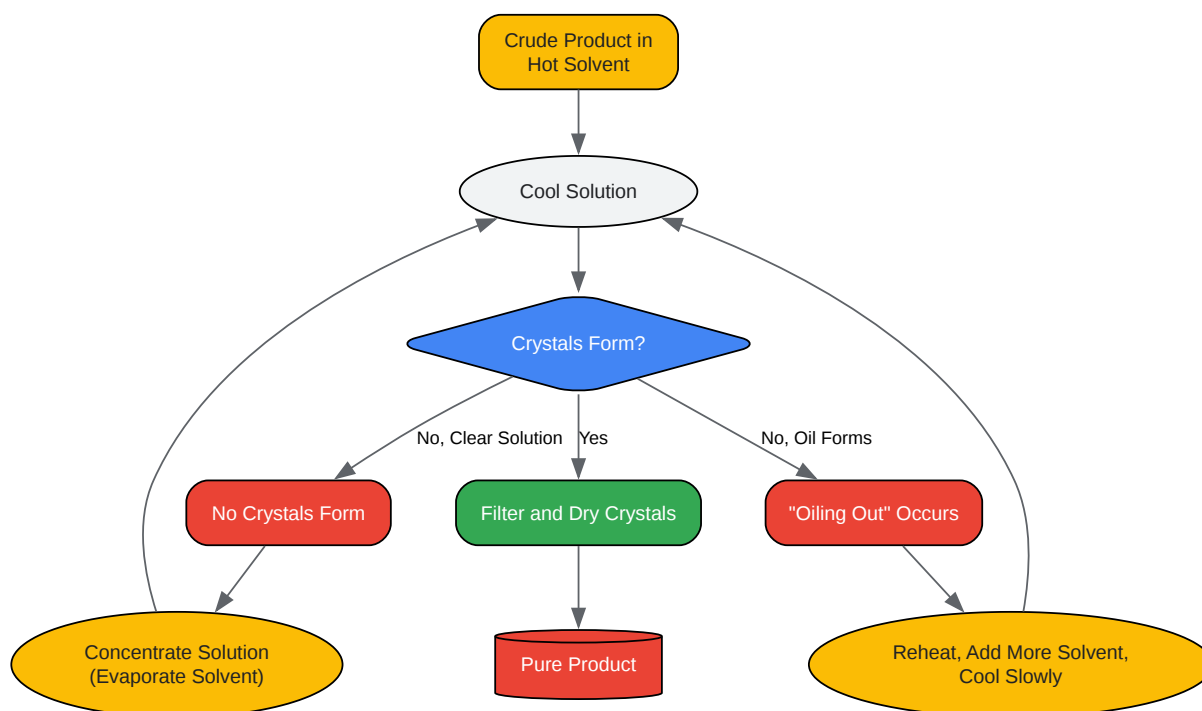 Crude Product in
Hot Solvent
Cool Solution
Crystals Form?
No, Clear Solution
Yes
No, Oil Forms
No Crystals Form
Filter and Dry Crystals
"Oiling Out" Occurs
Concentrate Solution
(Evaporate Solvent)
Pure Product
Reheat, Add More Solvent,
Cool Slowly